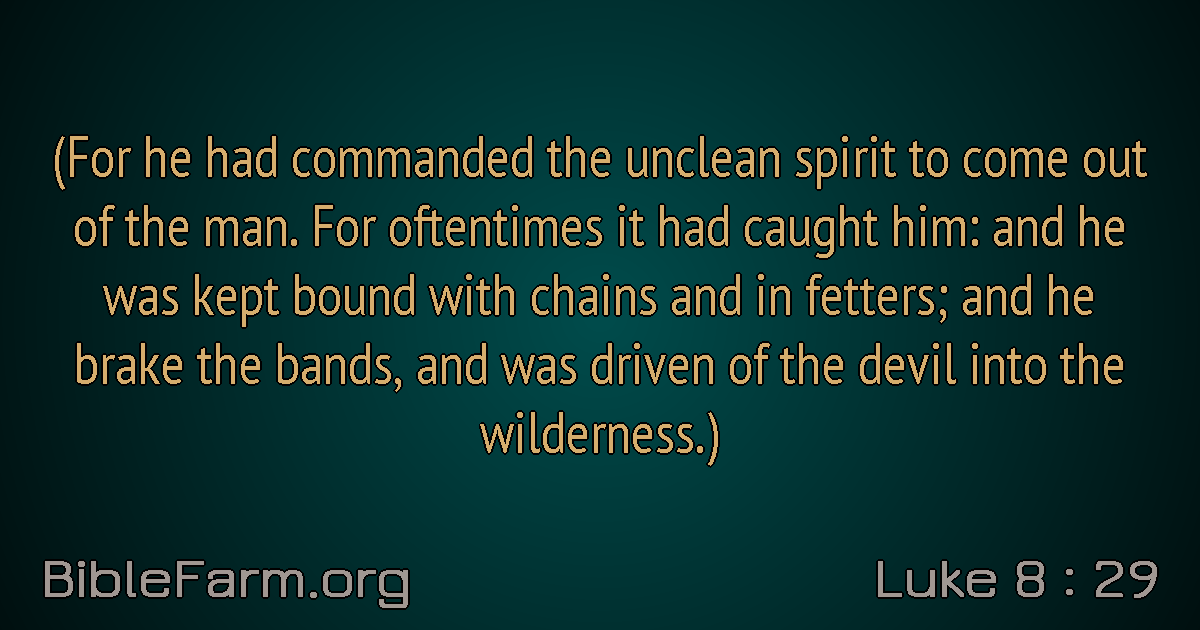 (For he had commanded the unclean spirit to come out
of the man. For oftentimes it had caught him: and he
was kept bound with chains and in fetters; and he
brake the bands, and was driven of the devil into the
wilderness.)
BibleFarm.org
Luke 8 : 29